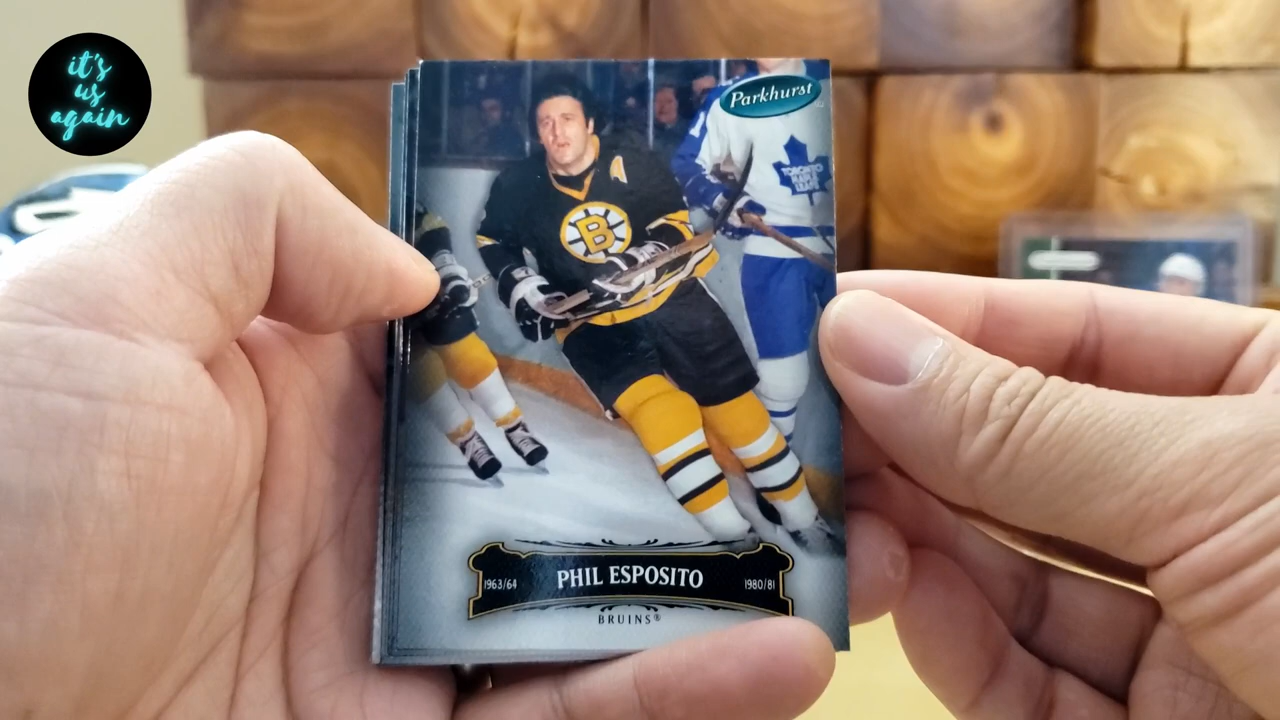 it's
us
again
Parkhurst
A
TORONTO
MAPLE
LEAFS
B
1963/64 PHIL ESPOSITO 1980/81
BRUINS®